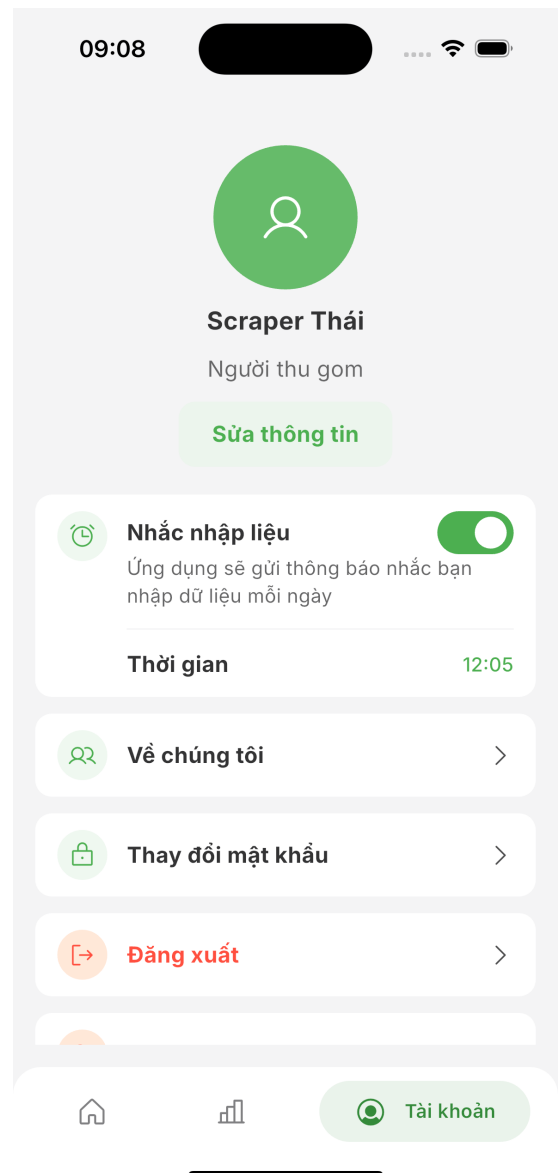 09:08
Scraper Thái
Người thu gom
Sửa thông tin
Nhắc nhập liệu
Ứng dụng sẽ gửi thông báo nhắc bạn
nhập dữ liệu mỗi ngày
Thời gian 12:05
Về chúng tôi
Thay đổi mật khẩu
Đăng xuất
Tài khoản